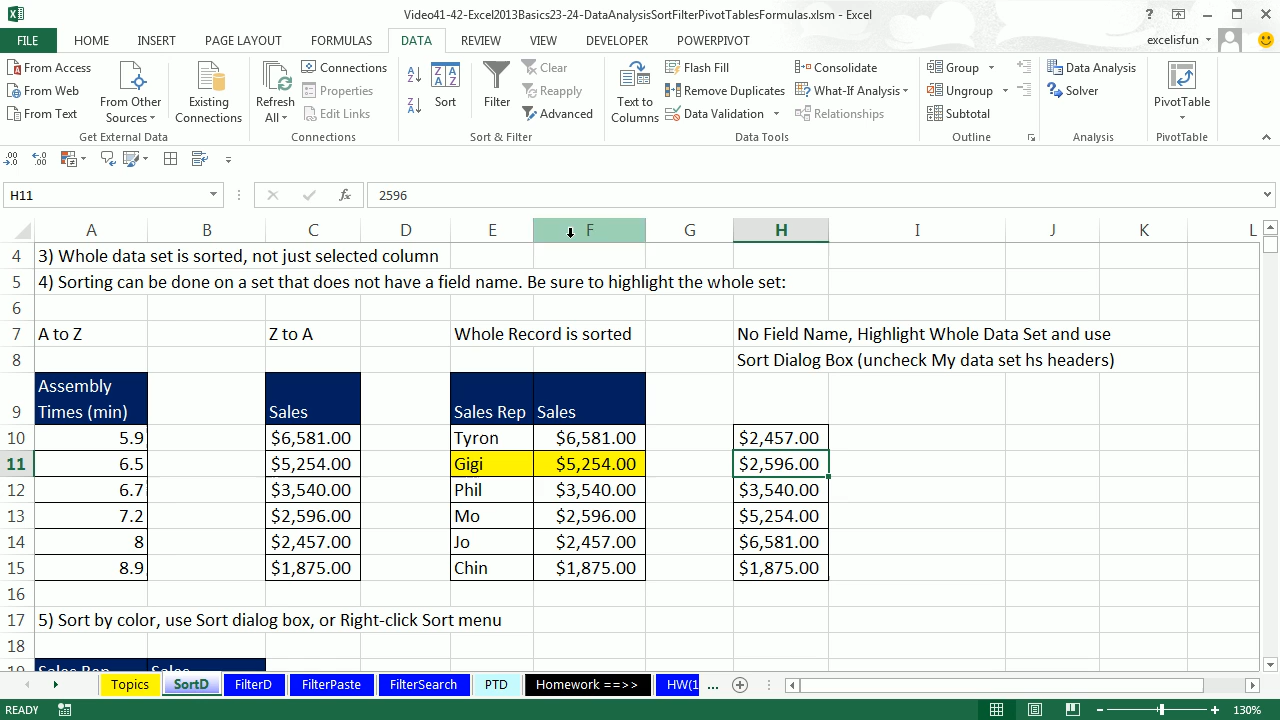 Video41-42-Excel2013Basics23-24-DataAnalysisSortFilterPivotTablesFormulas.xlsm - Excel
FILE HOME INSERT PAGE LAYOUT FORMULAS DATA REVIEW VIEW DEVELOPER POWERPIVOT excelisfun
From Access
From Web
From Text
From Other Sources
Get External Data
Existing Connections
Refresh All
Connections
Properties
Edit Links
Connections
Sort
Filter
Clear
Reapply
Advanced
Sort & Filter
Text to Columns
Flash Fill
Remove Duplicates
Data Validation
Consolidate
What-If Analysis
Relationships
Data Tools
Group
Ungroup
Subtotal
Outline
Data Analysis
Solver
Analysis
PivotTable
PivotTable
H11 fx 2596
A B C D E F G H I J K L
4 3) Whole data set is sorted, not just selected column
5 4) Sorting can be done on a set that does not have a field name. Be sure to highlight the whole set:
6
7 A to Z Z to A Whole Record is sorted No Field Name, Highlight Whole Data Set and use
8 Sort Dialog Box (uncheck My data set hs headers)
9 Assembly Times (min) Sales Sales Rep Sales
10 5.9 $6,581.00 Tyron $6,581.00 $2,457.00
11 6.5 $5,254.00 Gigi $5,254.00 $2,596.00
12 6.7 $3,540.00 Phil $3,540.00 $3,540.00
13 7.2 $2,596.00 Mo $2,596.00 $5,254.00
14 8 $2,457.00 Jo $2,457.00 $6,581.00
15 8.9 $1,875.00 Chin $1,875.00 $1,875.00
16
17 5) Sort by color, use Sort dialog box, or Right-click Sort menu
18
19 Sales Rep Sales
Topics SortD FilterD FilterPaste FilterSearch PTD Homework ==>> HW(1 ...
READY 130%